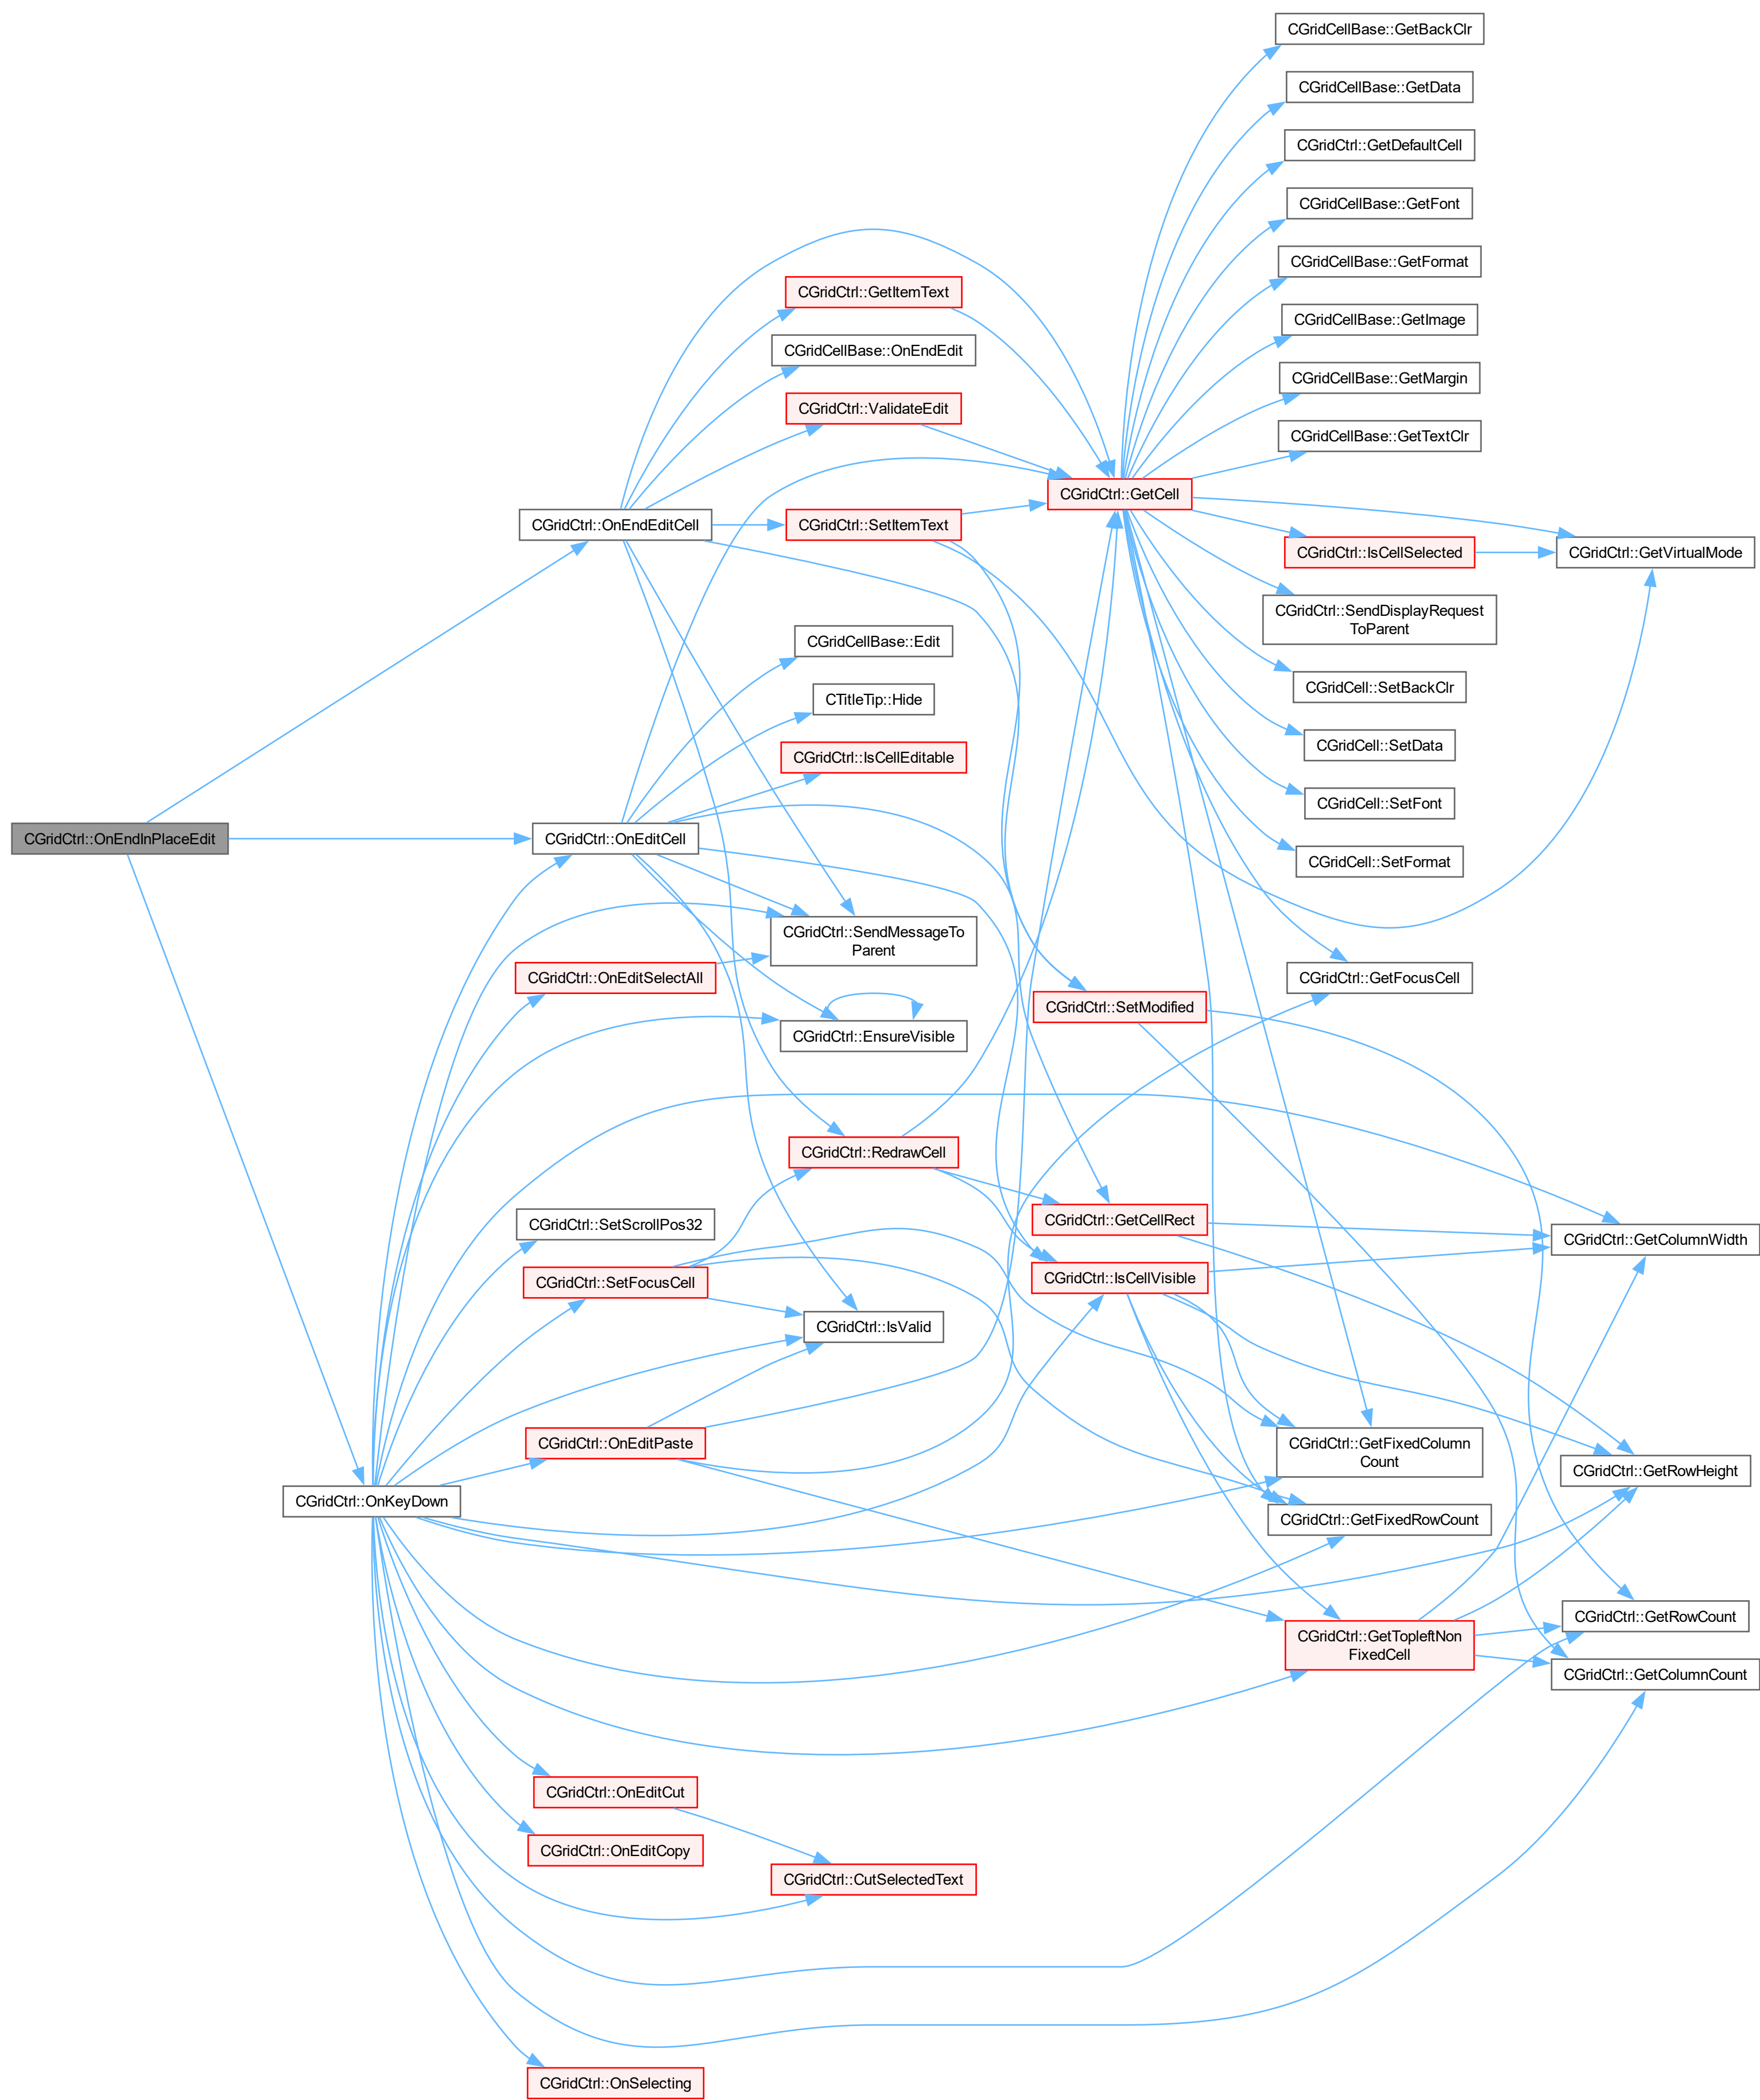 CGridCellBase::GetBackClr
CGridCellBase::GetData
CGridCtrl::GetDefaultCell
CGridCellBase::GetFont
CGridCellBase::GetFormat
CGridCtrl::GetItemText
CGridCellBase::GetImage
CGridCellBase::OnEndEdit
CGridCellBase::GetMargin
CGridCtrl::ValidateEdit
CGridCellBase::GetTextClr
CGridCtrl::GetCell
CGridCtrl::OnEndEditCell
CGridCtrl::SetItemText
CGridCtrl::IsCellSelected
CGridCtrl::GetVirtualMode
CGridCtrl::SendDisplayRequest
ToParent
CGridCellBase::Edit
CGridCell::SetBackClr
CTitleTip::Hide
CGridCell::SetData
CGridCtrl::IsCellEditable
CGridCell::SetFont
CGridCtrl::OnEndInPlaceEdit
CGridCtrl::OnEditCell
CGridCell::SetFormat
CGridCtrl::SendMessageTo
Parent
CGridCtrl::OnEditSelectAll
CGridCtrl::GetFocusCell
CGridCtrl::SetModified
CGridCtrl::EnsureVisible
CGridCtrl::RedrawCell
CGridCtrl::SetScrollPos32
CGridCtrl::GetCellRect
CGridCtrl::GetColumnWidth
CGridCtrl::SetFocusCell
CGridCtrl::IsCellVisible
CGridCtrl::IsValid
CGridCtrl::OnEditPaste
CGridCtrl::GetFixedColumn
Count
CGridCtrl::GetRowHeight
CGridCtrl::OnKeyDown
CGridCtrl::GetFixedRowCount
CGridCtrl::GetRowCount
CGridCtrl::GetTopleftNon
FixedCell
CGridCtrl::GetColumnCount
CGridCtrl::OnEditCut
CGridCtrl::OnEditCopy
CGridCtrl::CutSelectedText
CGridCtrl::OnSelecting